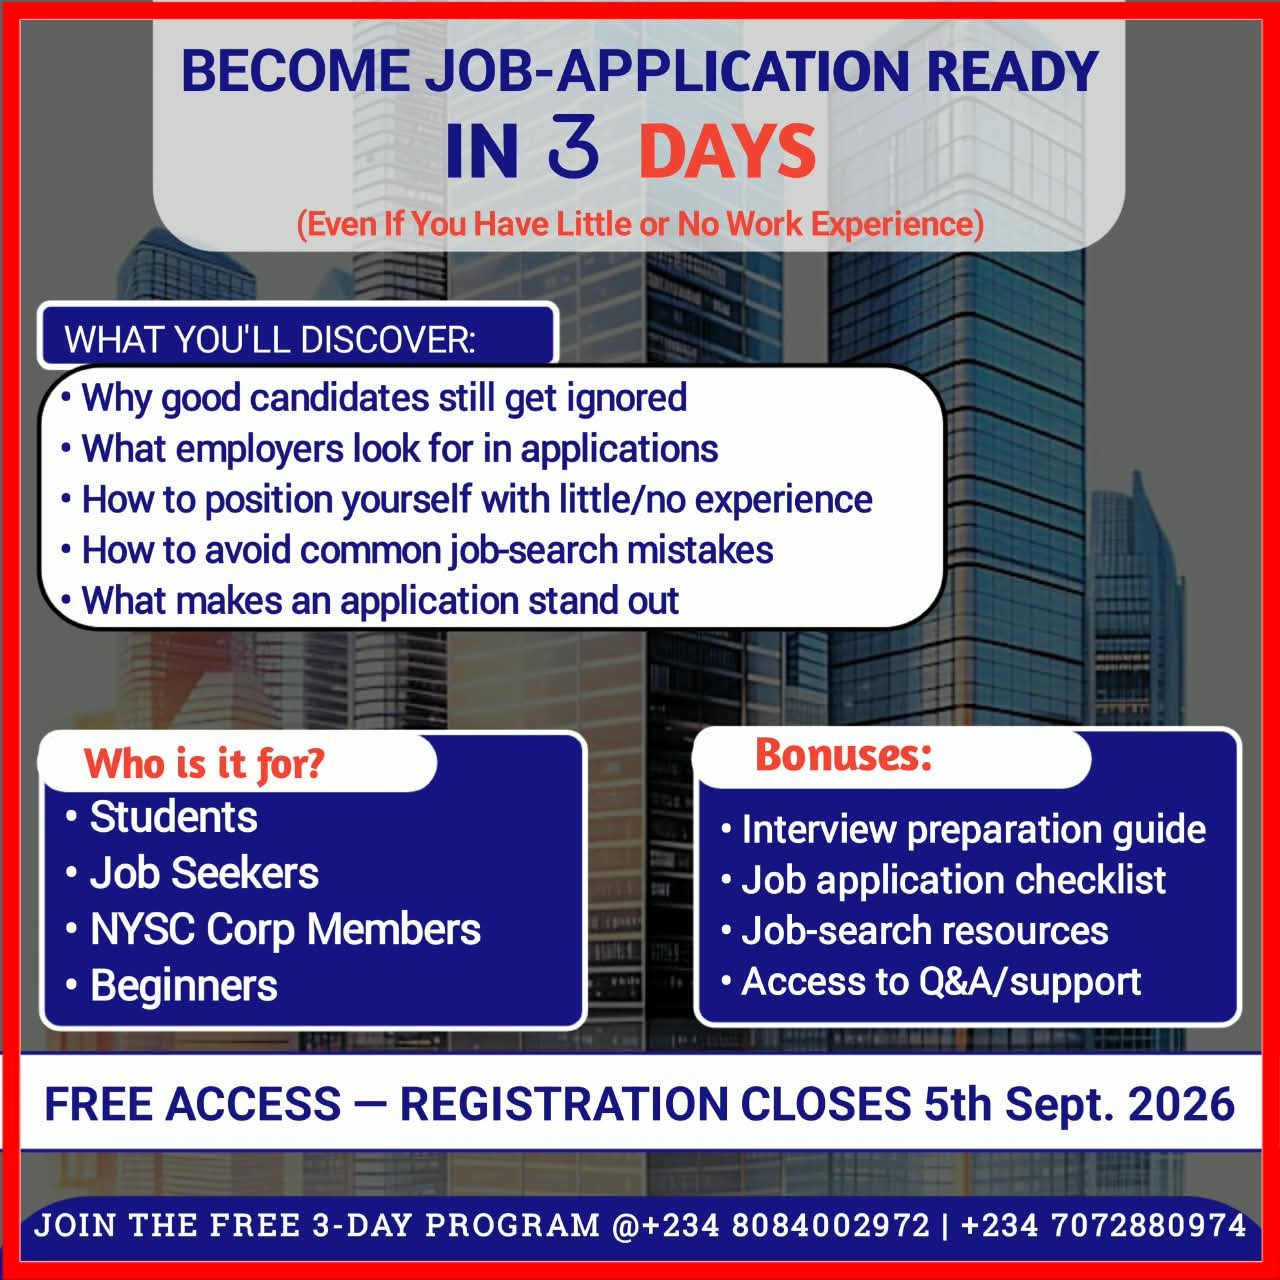 BECOME JOB-APPLICATION READY
IN 3 DAYS
(Even If You Have Little or No Work Experience)
WHAT YOU'LL DISCOVER:
• Why good candidates still get ignored
• What employers look for in applications
• How to position yourself with little/no experience
• How to avoid common job-search mistakes
• What makes an application stand out
Who is it for?
• Students
• Job Seekers
• NYSC Corp Members
• Beginners
Bonuses:
• Interview preparation guide
• Job application checklist
• Job-search resources
• Access to Q&A/support
FREE ACCESS — REGISTRATION CLOSES 5th Sept. 2026
JOIN THE FREE 3-DAY PROGRAM @+234 8084002972 | +234 7072880974